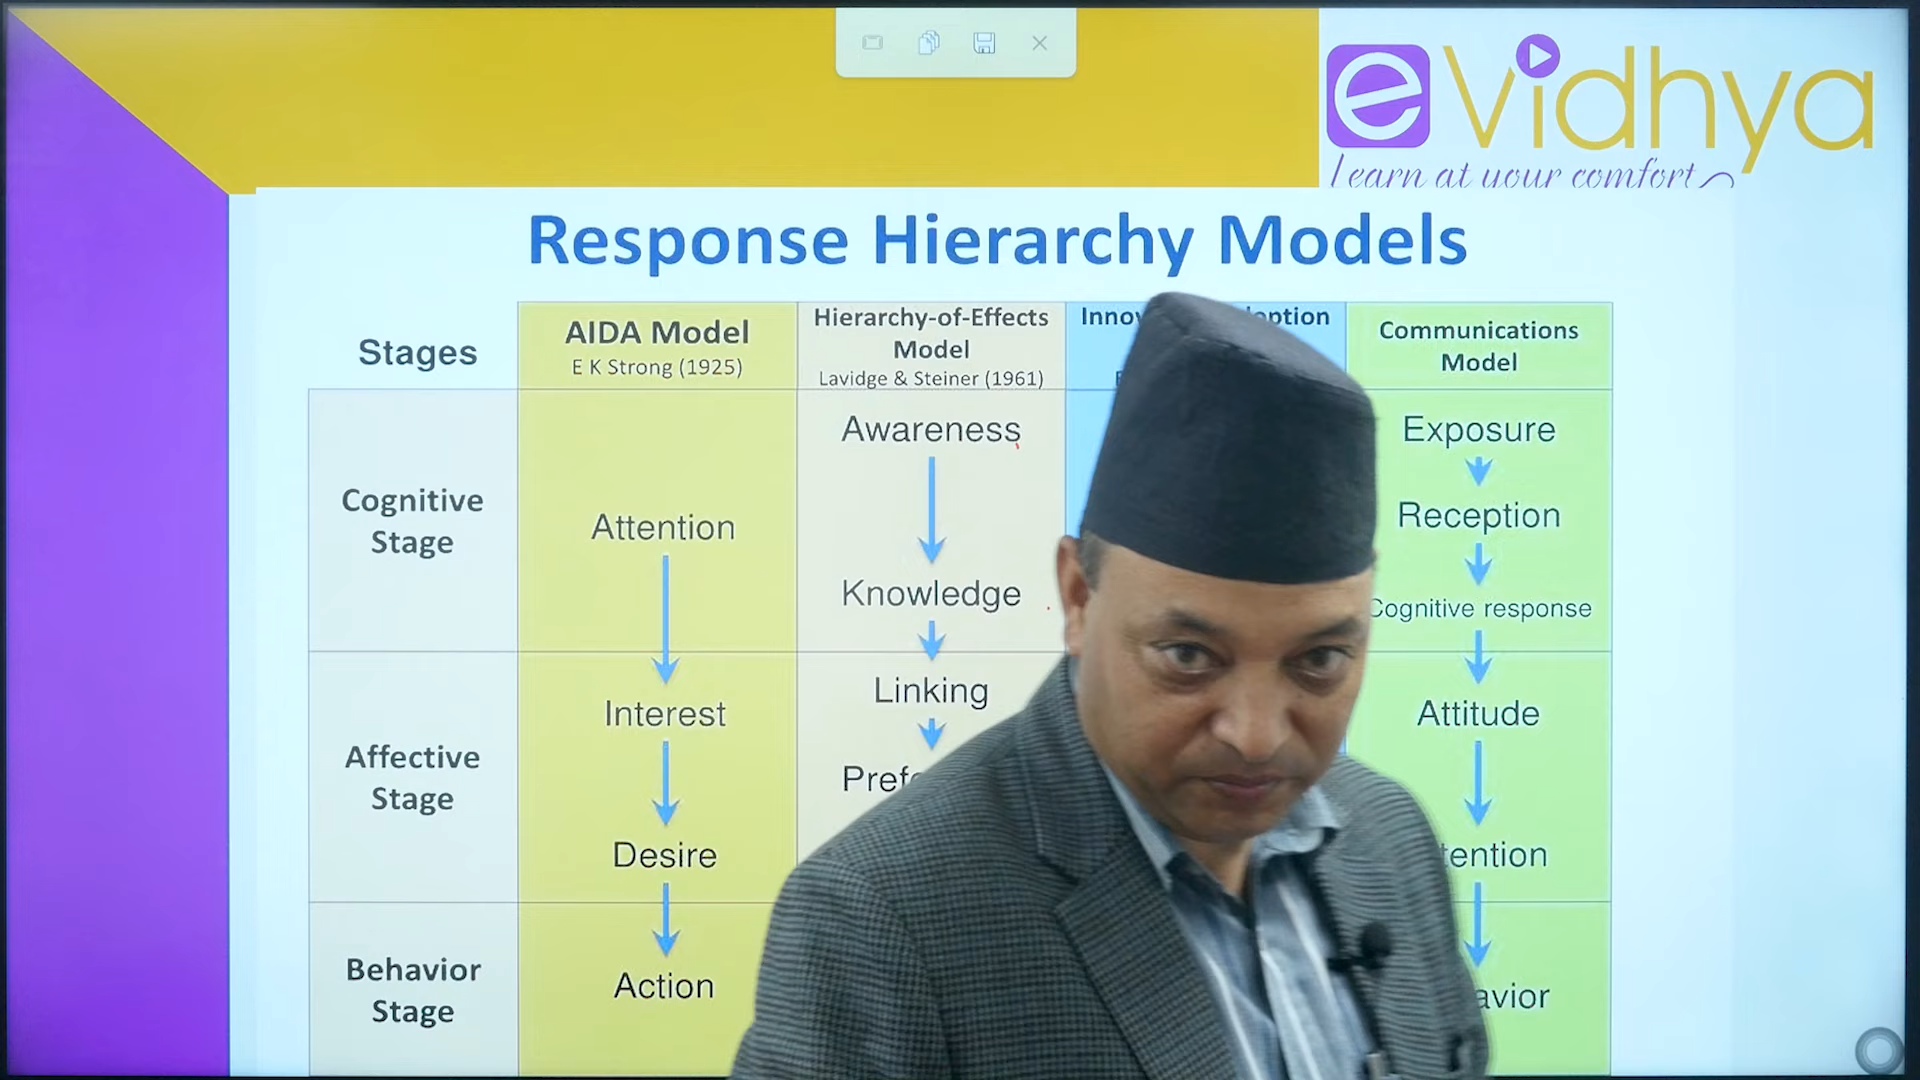 eVidhya
Learn at your comfort
Response Hierarchy Models
Stages
AIDA Model
E K Strong (1925)
Hierarchy-of-Effects
Model
Lavidge & Steiner (1961)
Communications
Model
Cognitive
Stage
Attention
Awareness
Knowledge
Exposure
Reception
Cognitive response
Affective
Stage
Interest
Desire
Linking
Attitude
Behavior
Stage
Action